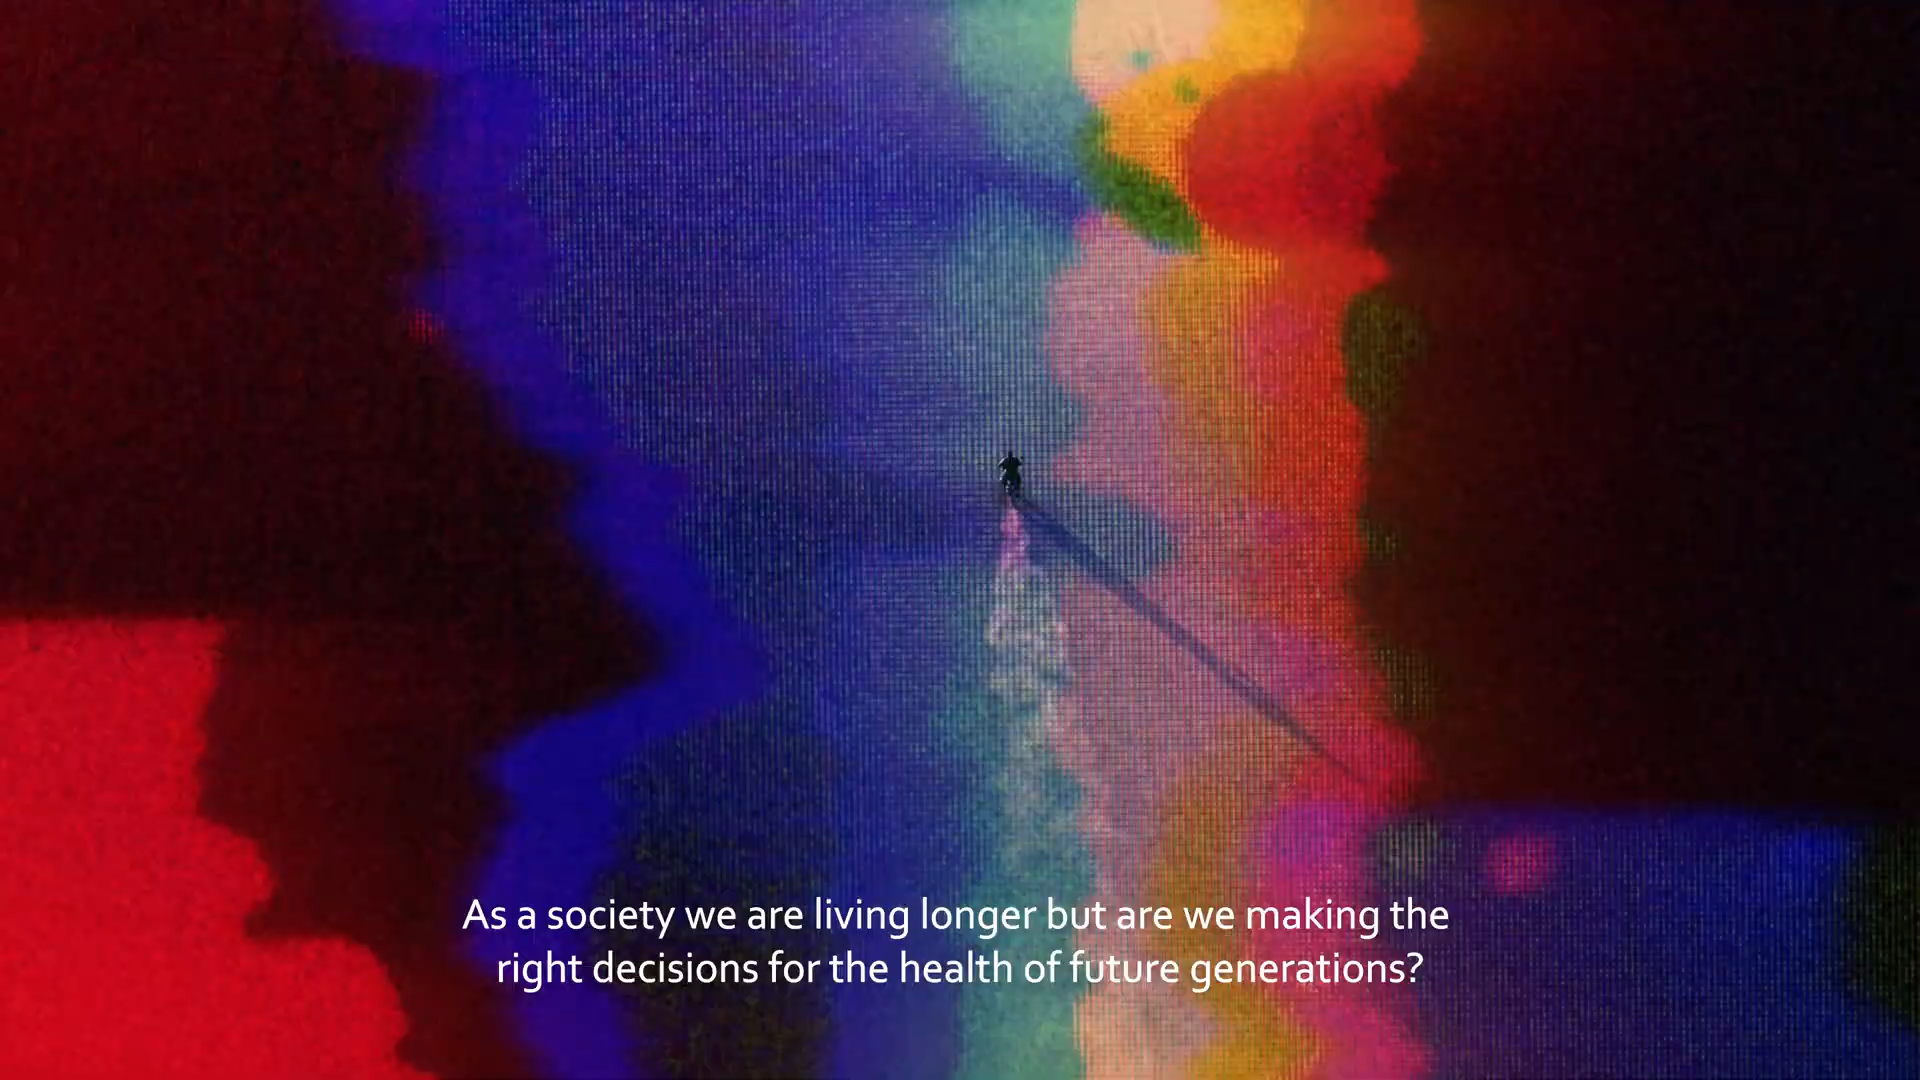 As a society we are living longer but are we making the
right decisions for the health of future generations?